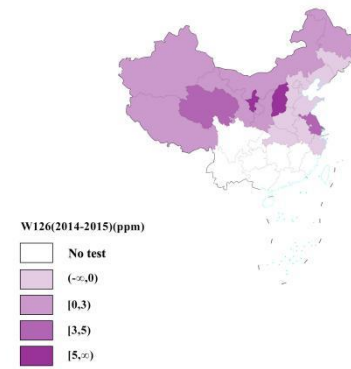 W126(2014-2015)(ppm)
No test
(-∞,0)
[0,3)
[3,5)
[5,∞)